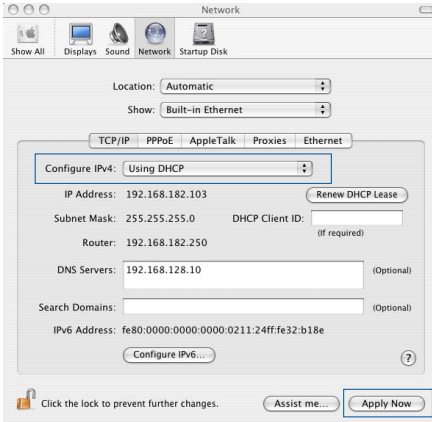 Network
Show All Displays Sound Network Startup Disk
Location: Automatic
Show: Built-in Ethernet
TCP/IP PPPoE AppleTalk Proxies Ethernet
Configure IPv4: Using DHCP
IP Address: 192.168.182.103 Renew DHCP Lease
Subnet Mask: 255.255.255.0 DHCP Client ID:
(If required)
Router: 192.168.182.250
DNS Servers: 192.168.128.10 (Optional)
Search Domains: (Optional)
IPv6 Address: fe80:0000:0000:0000:0211:24ff:fe32:b18e
Configure IPv6... ?
Click the lock to prevent further changes. Assist me... Apply Now